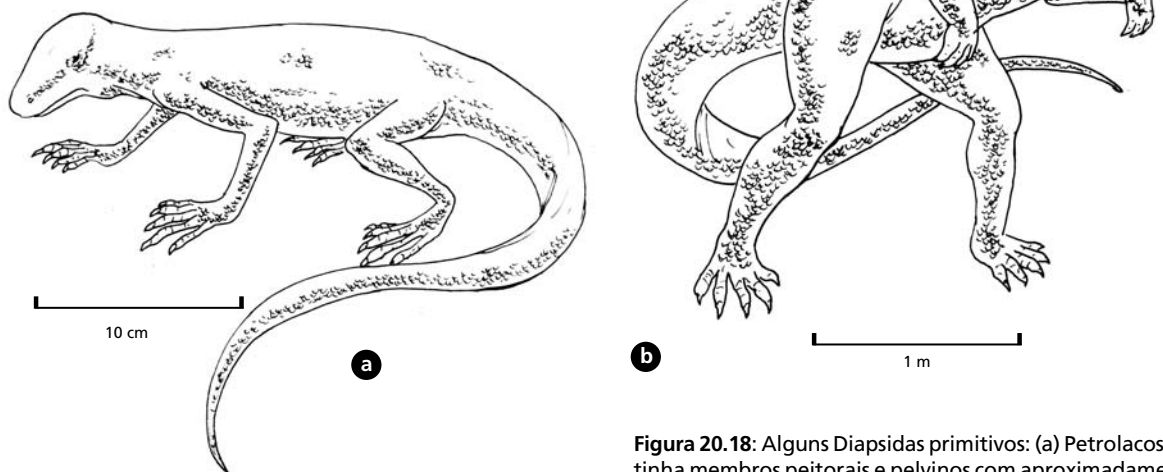 10 cm
a
b
1 m
Figura 20.18: Alguns Diapsidas primitivos: (a) Petrolacos
tinha membros peitorais e pelvinos com aproximadame